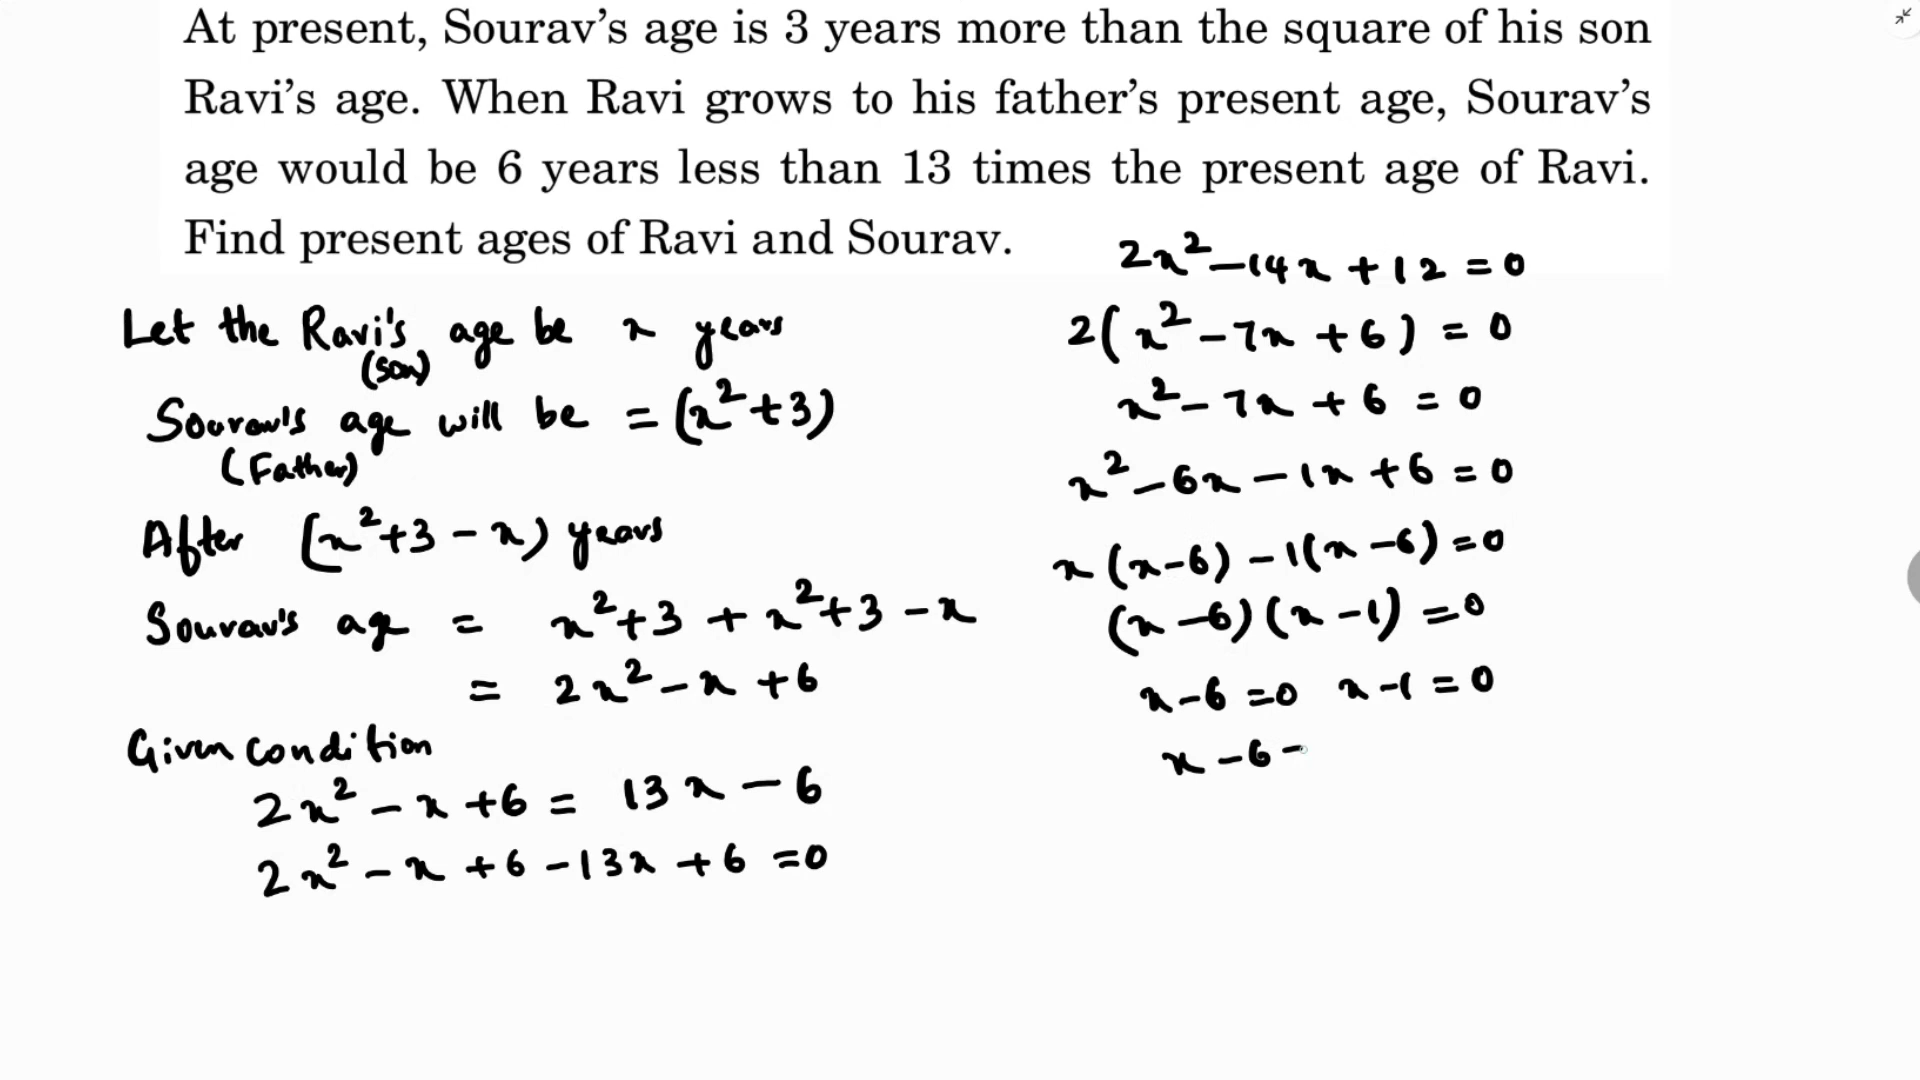 At present, Sourav's age is 3 years more than the square of his son
Ravi's age. When Ravi grows to his father's present age, Sourav's
age would be 6 years less than 13 times the present age of Ravi.
Find present ages of Ravi and Sourav.
Let the Ravi's age be x years
(son)
Sourav's age will be = (x²+3)
(Father)
After (x²+3-x) years
Sourav's age = x²+3 + x²+3-x
= 2x²-x+6
Given condition
2x²-x+6 = 13x-6
2x²-x+6-13x+6=0
2x²-14x+12=0
2(x²-7x+6)=0
x²-7x+6=0
x²-6x-1x+6=0
x(x-6)-1(x-6)=0
(x-6)(x-1)=0
x-6=0 x-1=0
x-6-